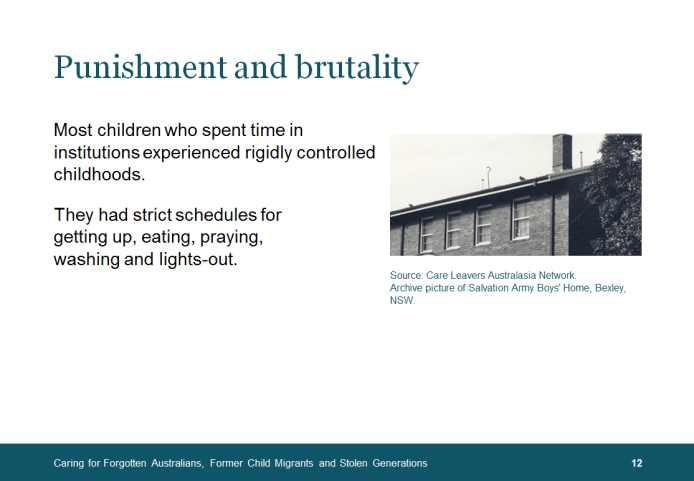 Punishment and brutality
Most children who spent time in
institutions experienced rigidly controlled
childhoods.
They had strict schedules for
getting up, eating, praying,
washing and lights-out.
Source: Care Leavers Australasia Network.
Archive picture of Salvation Army Boys' Home, Bexley,
NSW.
Caring for Forgotten Australians, Former Child Migrants and Stolen Generations
12